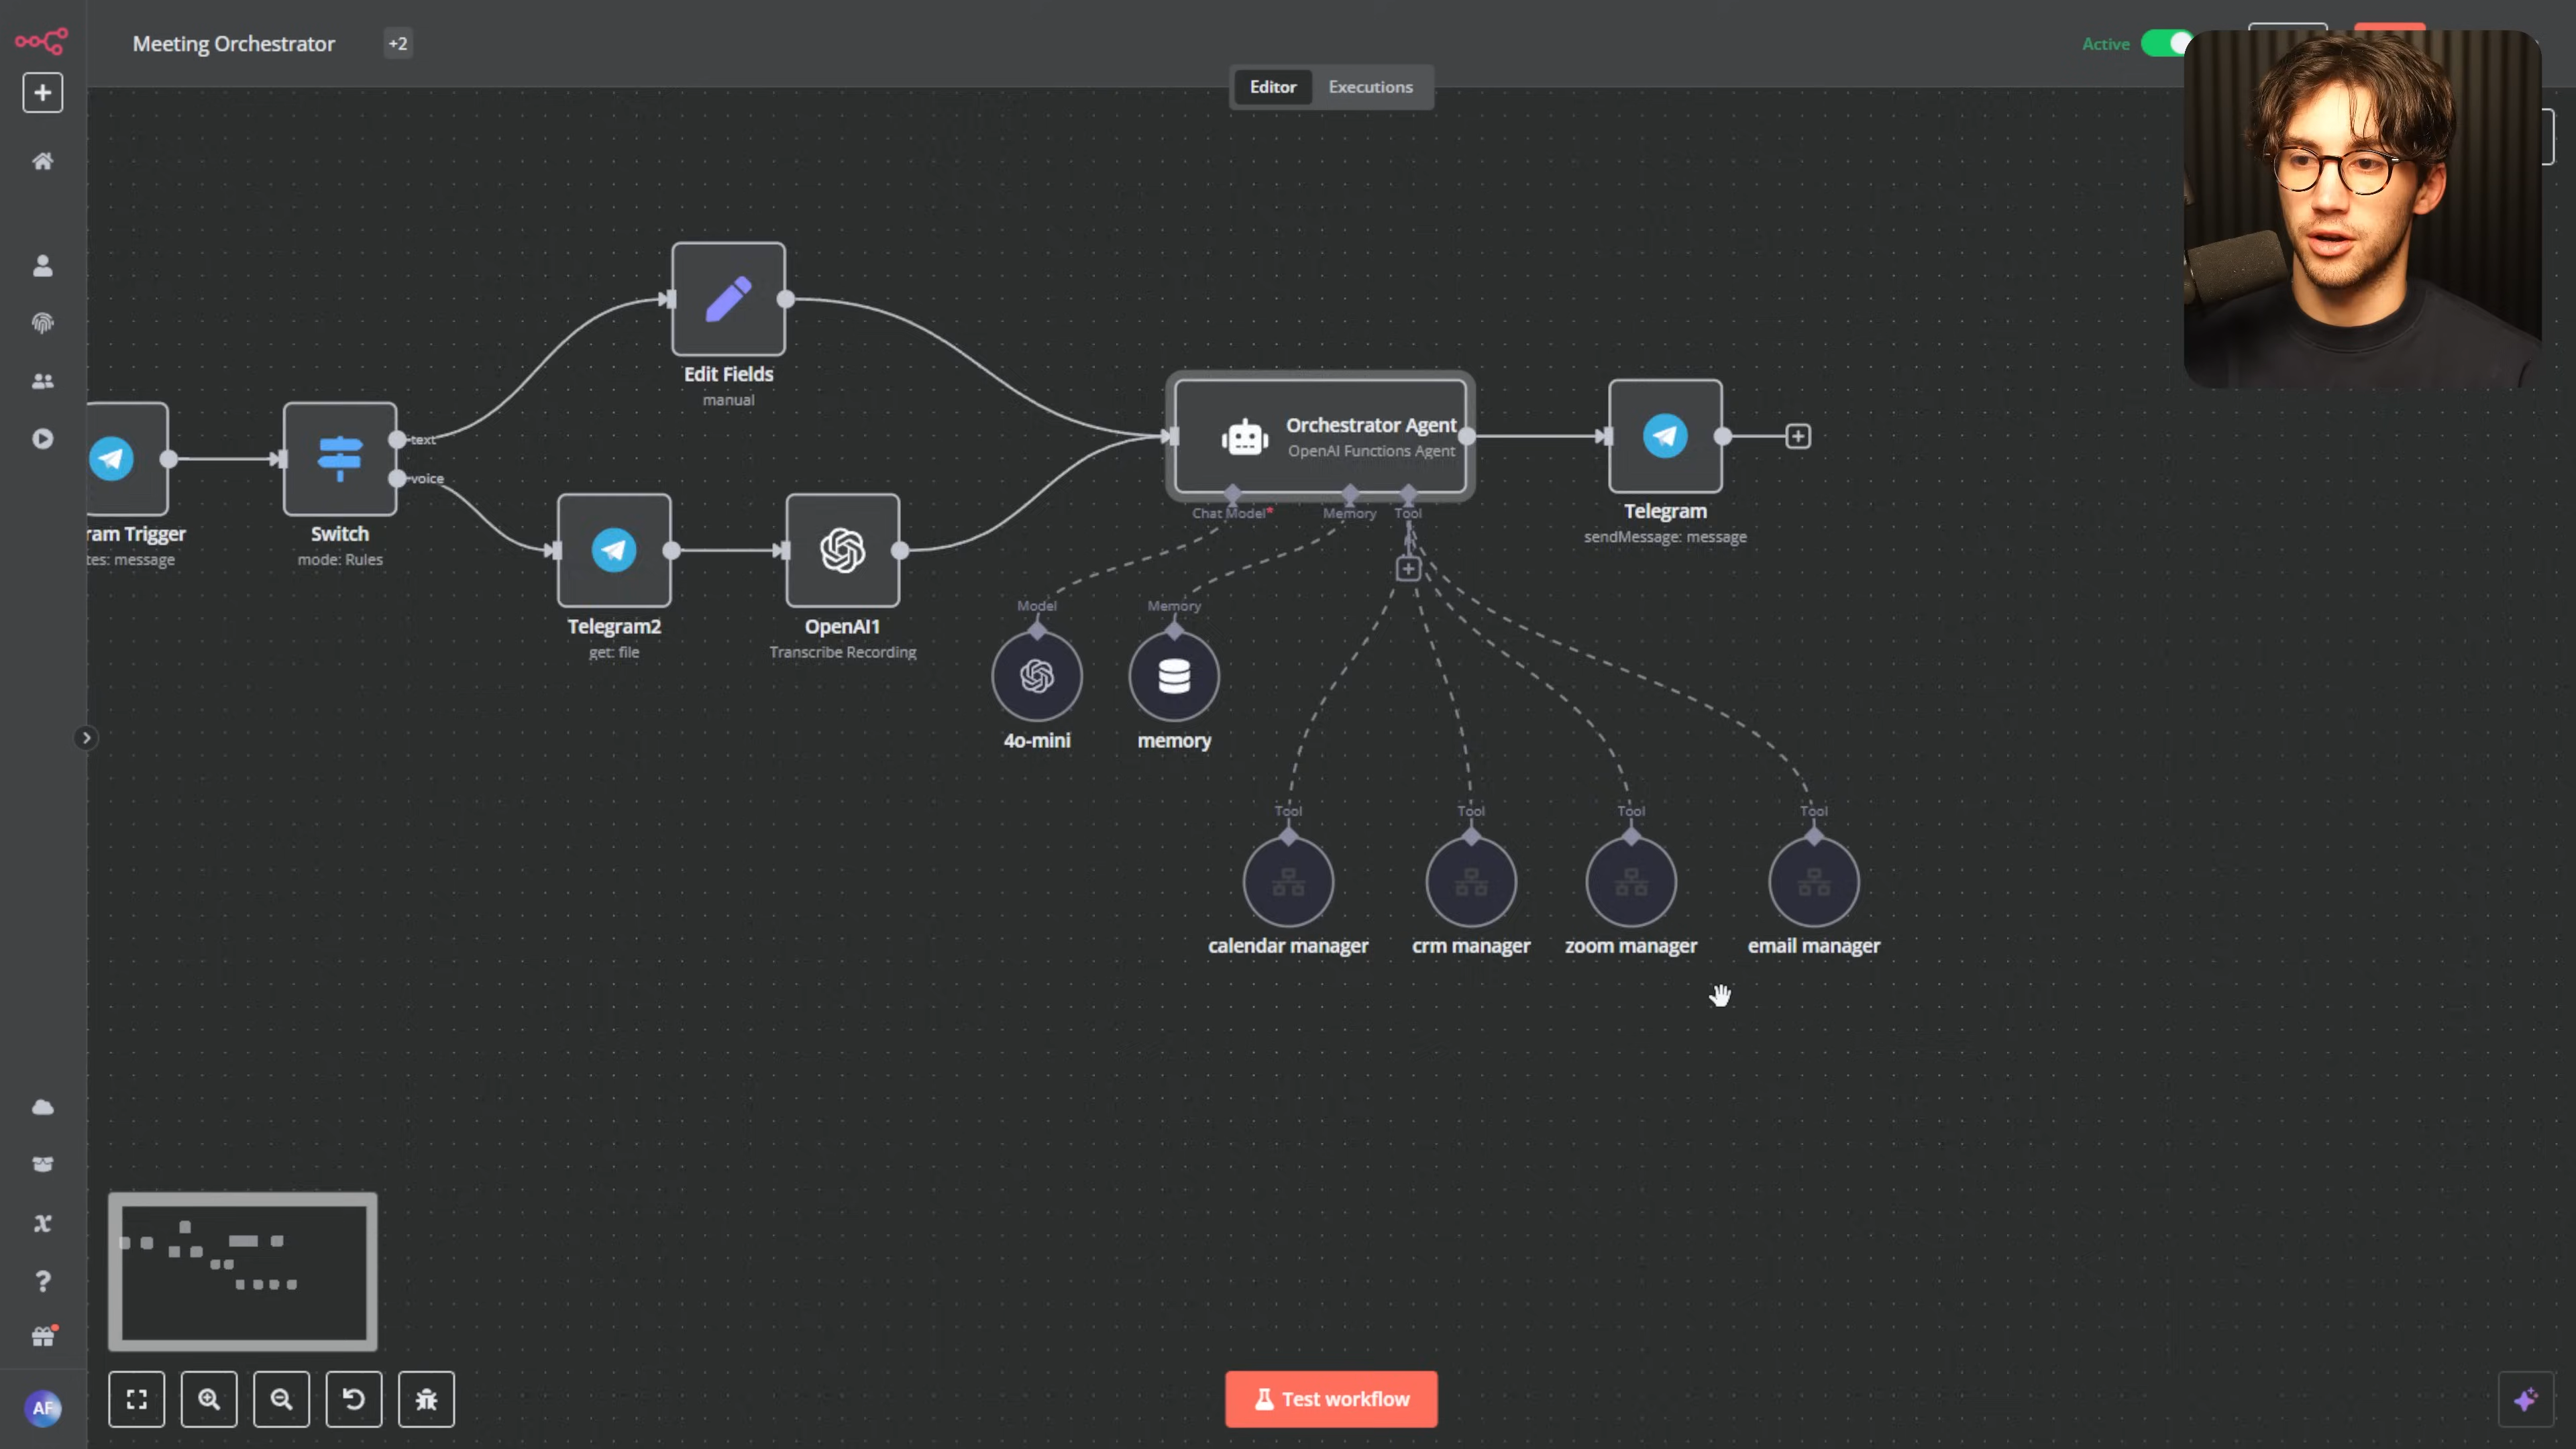 Meeting Orchestrator
+2
Active
Editor
Executions
Edit Fields
manual
text
voice
ram Trigger
tes: message
Switch
mode: Rules
Telegram2
get: file
OpenAI1
Transcribe Recording
Orchestrator Agent
OpenAI Functions Agent
Chat Model*
Memory
Tool
Telegram
sendMessage: message
Model
Memory
4o-mini
memory
Tool
Tool
Tool
Tool
calendar manager
crm manager
zoom manager
email manager
AF
Test workflow